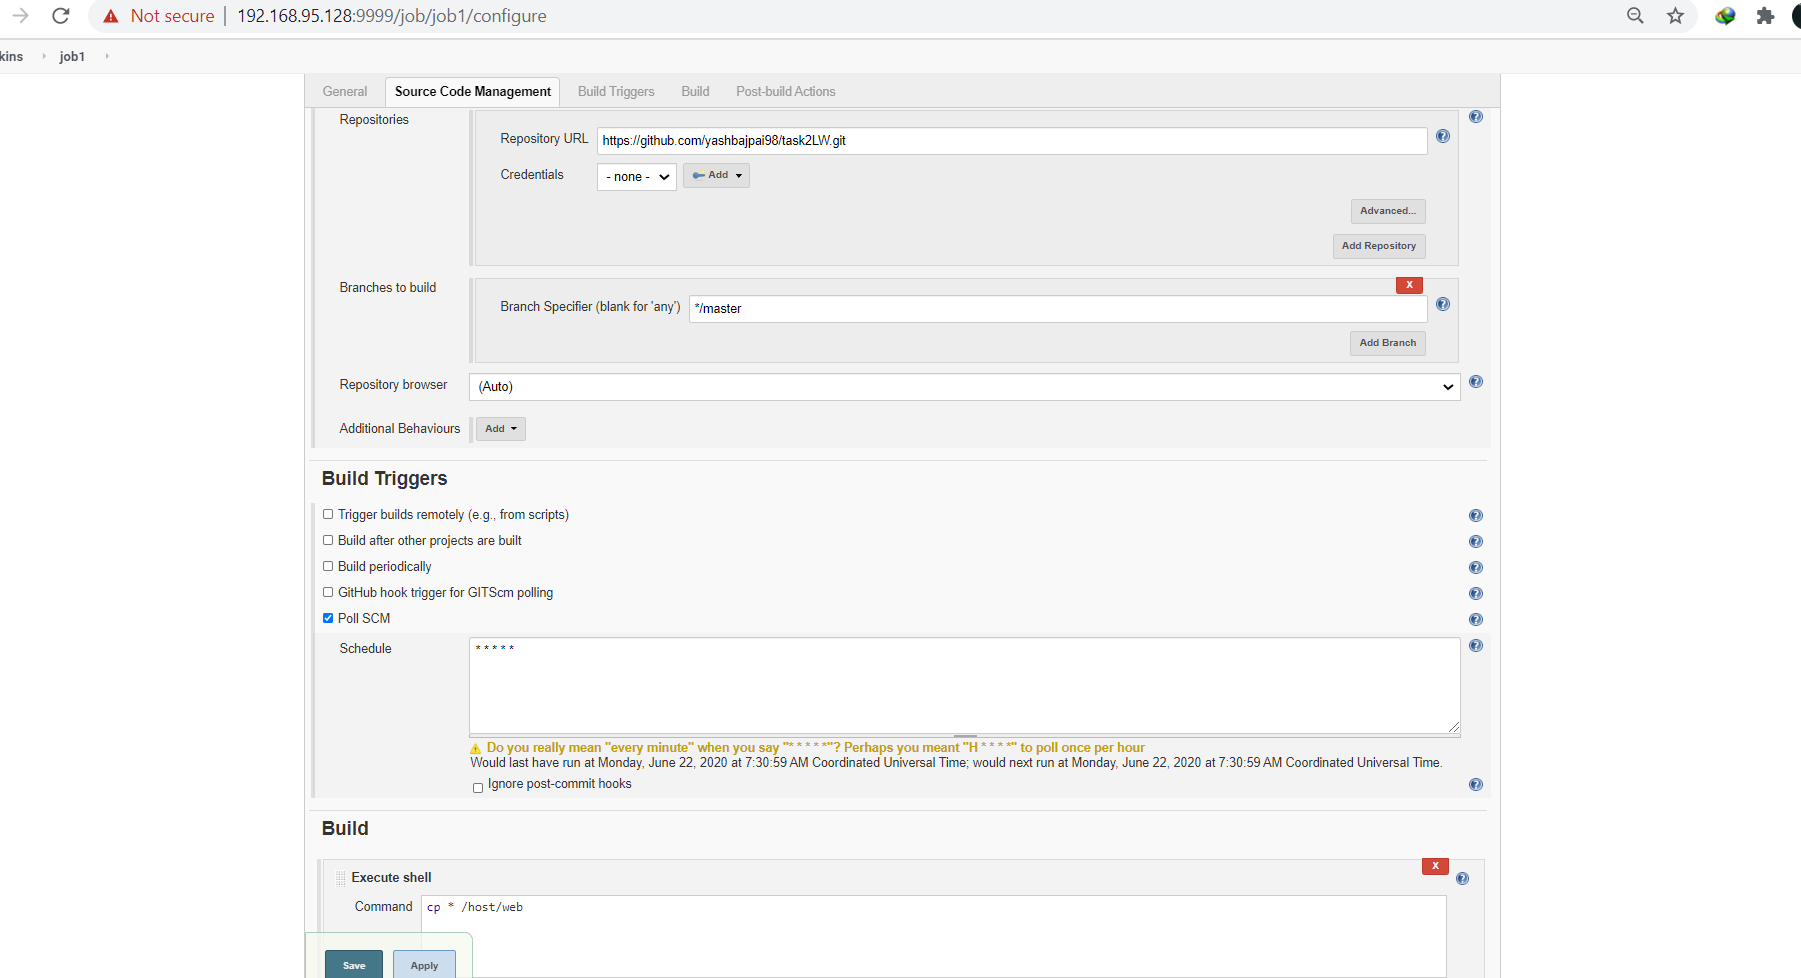 Not secure | 192.168.95.128:9999/job/job1/configure
kins job1
General Source Code Management Build Triggers Build Post-build Actions
Repositories
Repository URL https://github.com/yashbajpai98/task2LW.git
Credentials - none - Add
Advanced...
Add Repository
Branches to build
X
Branch Specifier (blank for 'any') */master
Add Branch
Repository browser (Auto)
Additional Behaviours Add
Build Triggers
Trigger builds remotely (e.g., from scripts)
Build after other projects are built
Build periodically
GitHub hook trigger for GITScm polling
Poll SCM
Schedule * * * * *
Do you really mean "every minute" when you say "* * * * *"? Perhaps you meant "H * * * *" to poll once per hour
Would last have run at Monday, June 22, 2020 at 7:30:59 AM Coordinated Universal Time; would next run at Monday, June 22, 2020 at 7:30:59 AM Coordinated Universal Time.
Ignore post-commit hooks
Build
X
Execute shell
Command cp * /host/web
Save Apply